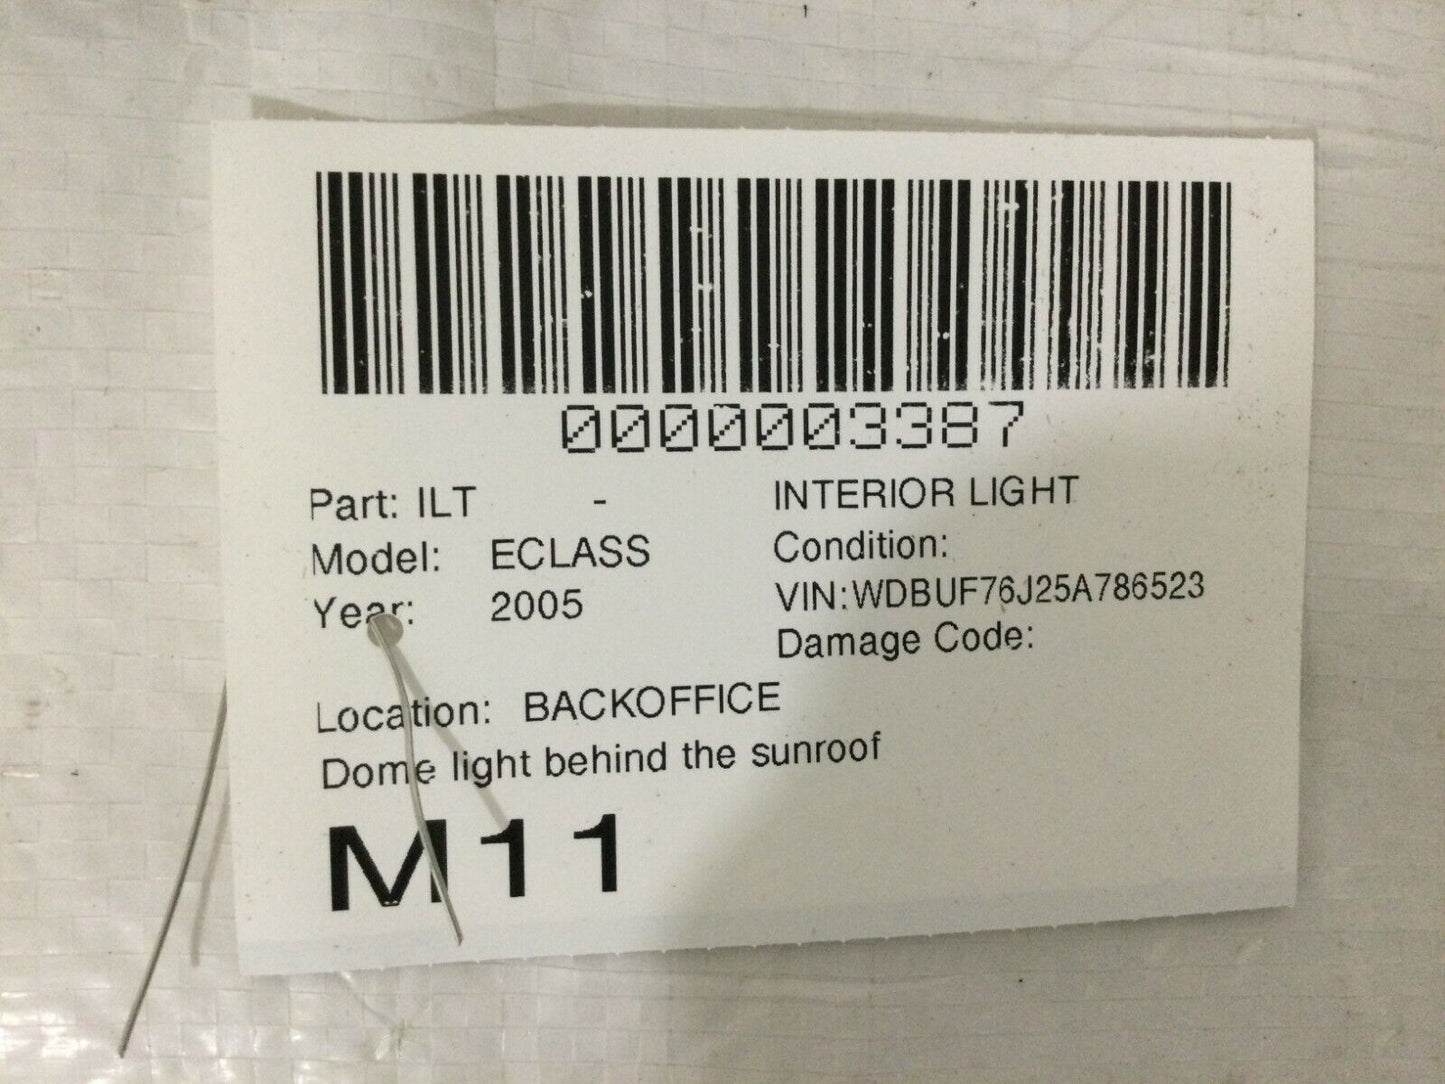 0000003387
Part: ILT - INTERIOR LIGHT
Model: ECLASS Condition:
Year: 2005 VIN:WDBUF76J25A786523
Damage Code:
Location: BACKOFFICE
Dome light behind the sunroof
M11